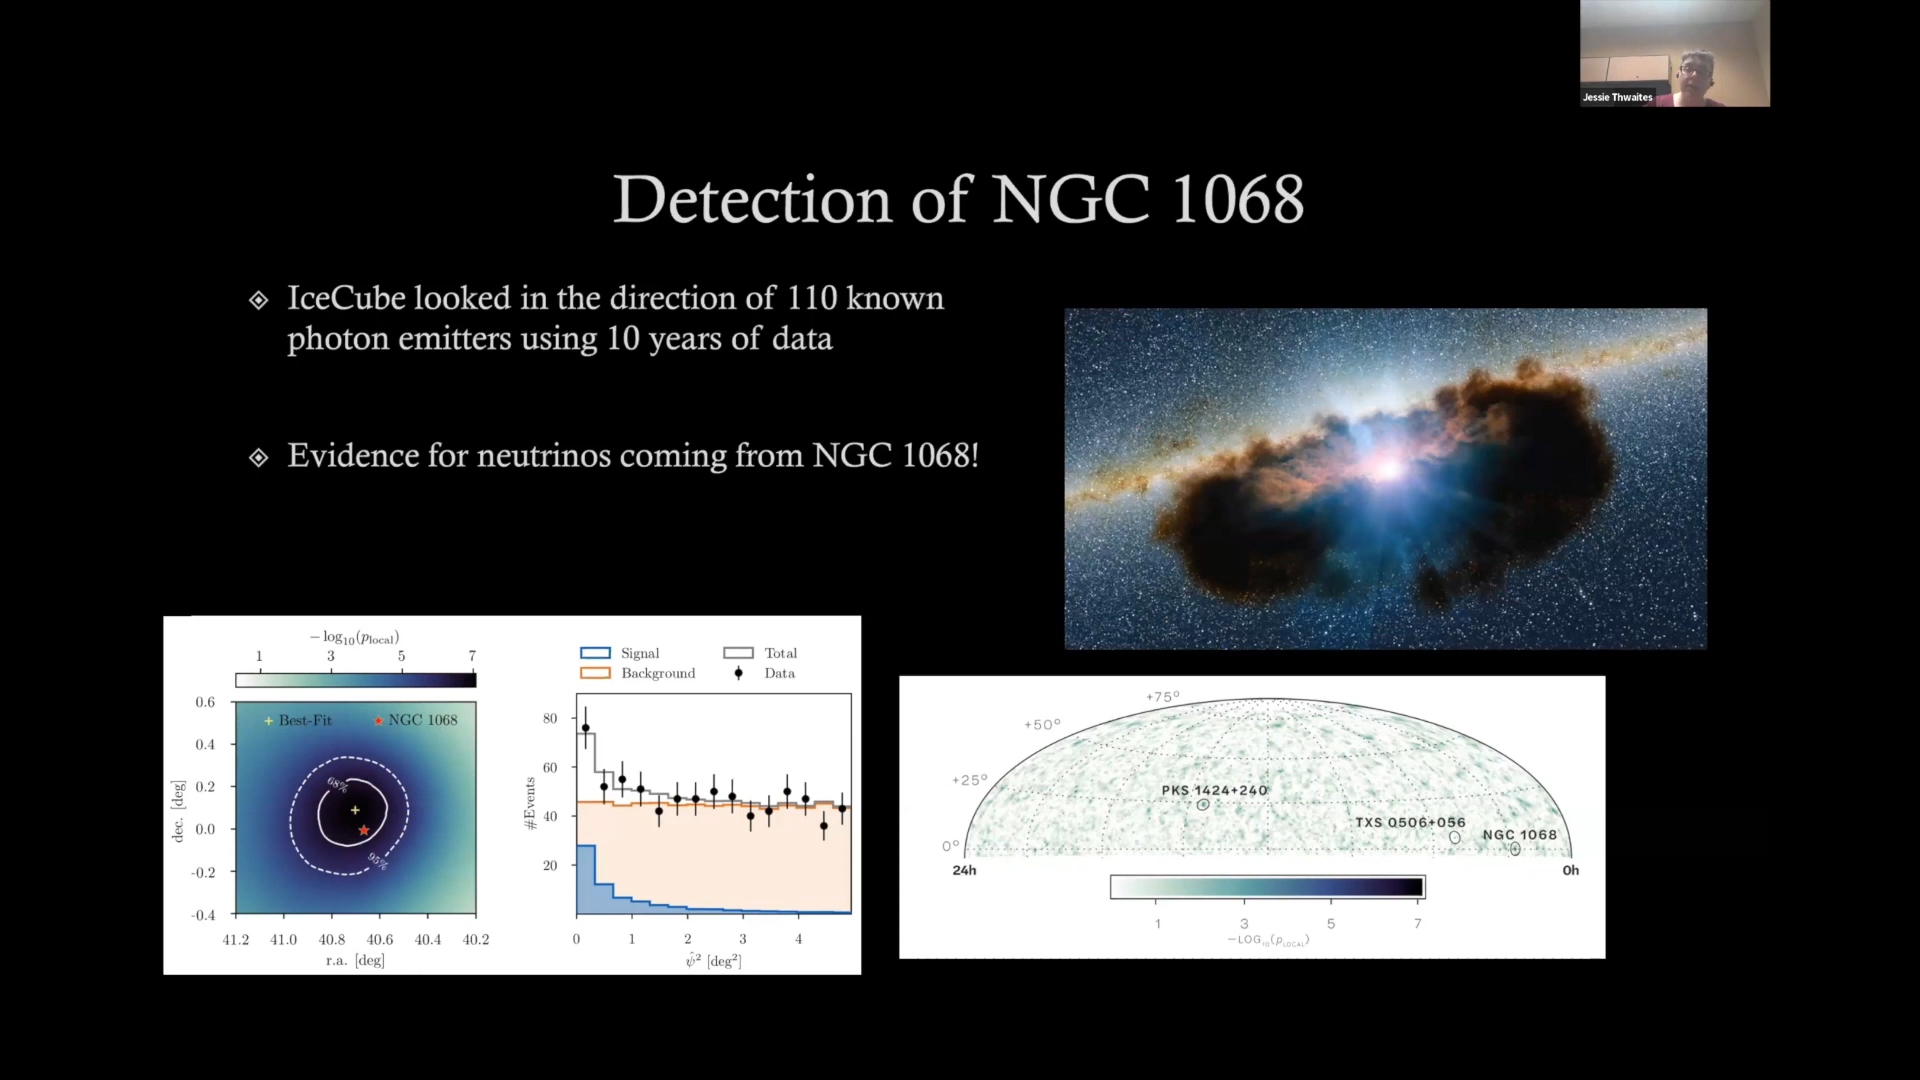 Jessie Thwaites
Detection of NGC 1068
IceCube looked in the direction of 110 known
photon emitters using 10 years of data
Evidence for neutrinos coming from NGC 1068!
− log10(plocal)
1 3 5 7
Best-Fit NGC 1068
68%
95%
0.6
0.4
0.2
0.0
-0.2
-0.4
dec. [deg]
41.2 41.0 40.8 40.6 40.4 40.2
r.a. [deg]
Signal Total
Background Data
80
60
40
20
#Events
0 1 2 3 4
ψ̂² [deg²]
+75°
+50°
+25°
0°
PKS 1424+240
TXS 0506+056
NGC 1068
24h 0h
1 3 5 7
−LOG10(pLOCAL)